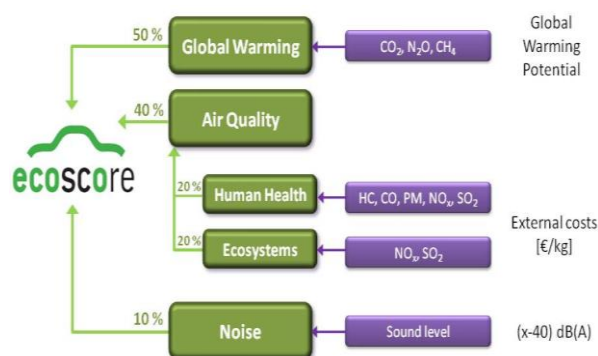 50 %
Global Warming
CO₂, N₂O, CH₄
Global
Warming
Potential
40 %
Air Quality
ecoscore
20 %
Human Health
HC, CO, PM, NOₓ, SO₂
20 %
Ecosystems
NOₓ, SO₂
External costs
[€/kg]
10 %
Noise
Sound level
(x-40) dB(A)